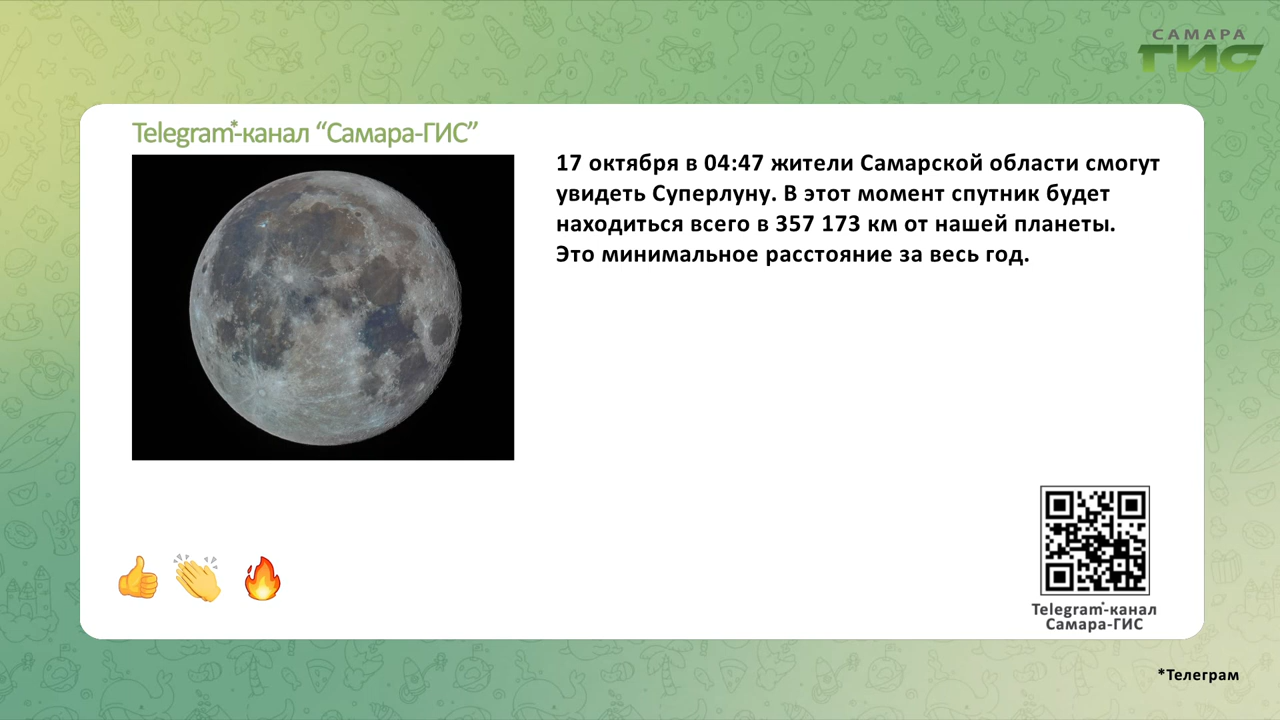 САМАРА
ГИС
Telegram*-канал “Самара-ГИС”
17 октября в 04:47 жители Самарской области смогут
увидеть Суперлуну. В этот момент спутник будет
находиться всего в 357 173 км от нашей планеты.
Это минимальное расстояние за весь год.
Telegram*-канал
Самара-ГИС
*Телеграм